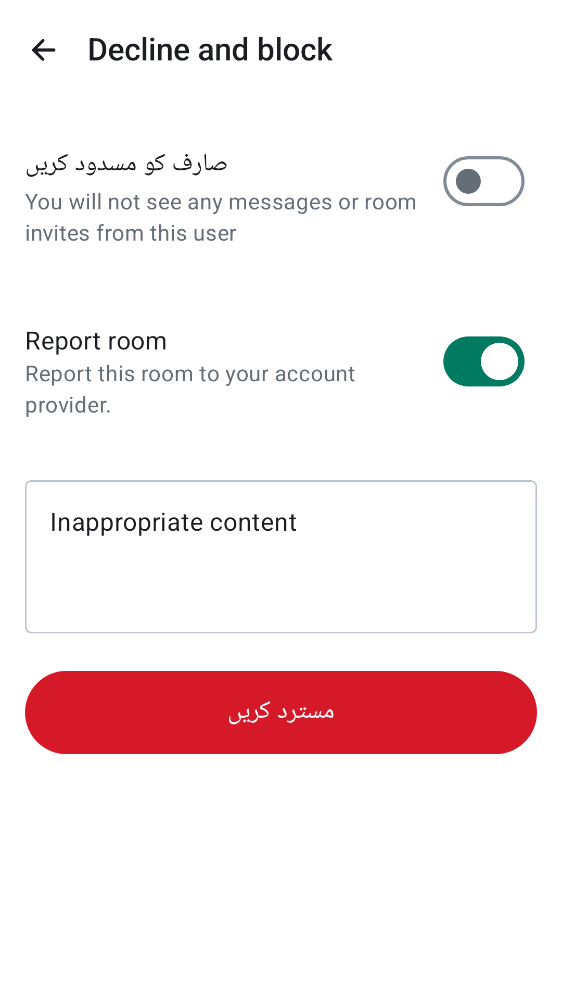 Decline and block
صارف کو مسدود کریں
You will not see any messages or room
invites from this user
Report room
Report this room to your account
provider.
Inappropriate content
مسترد کریں